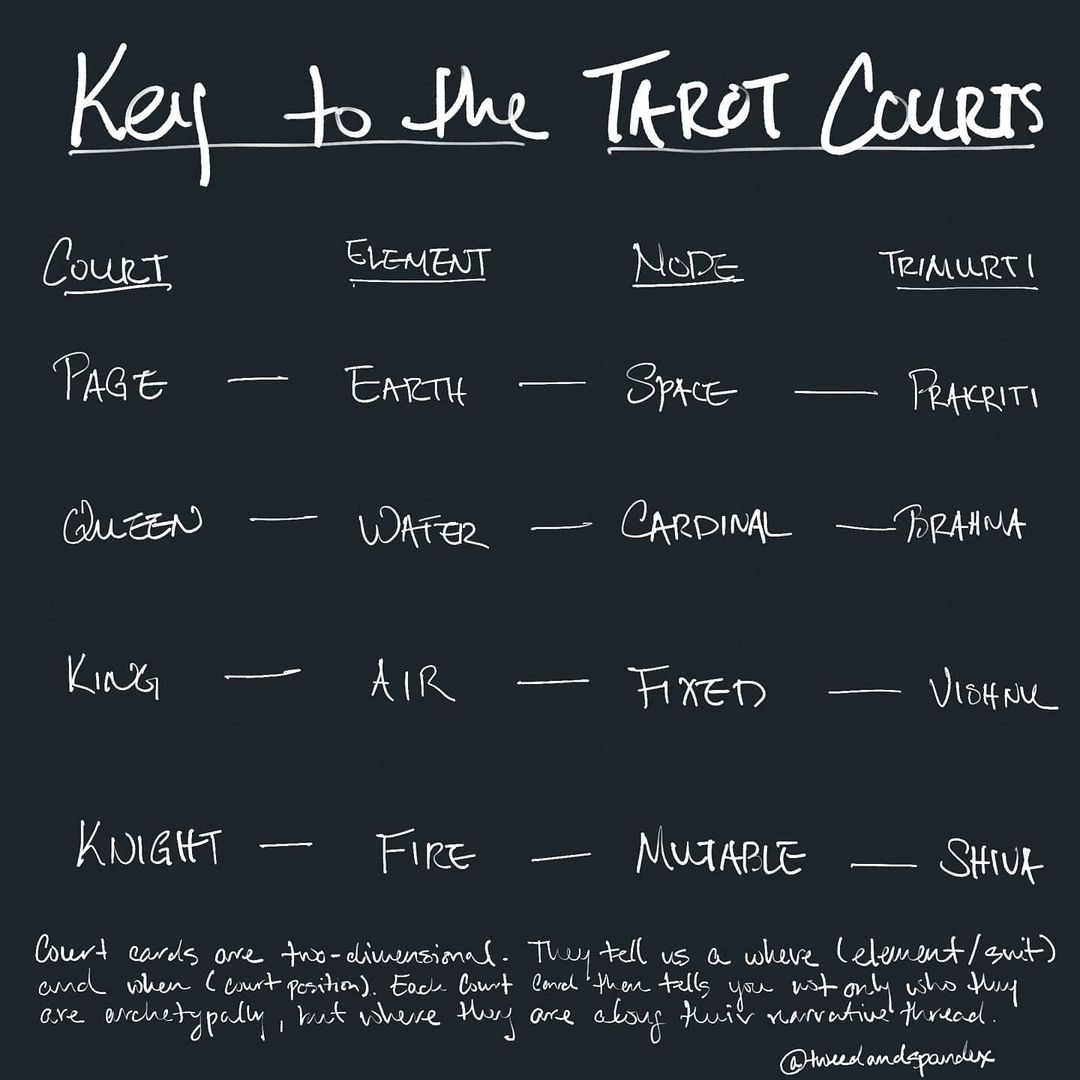 Key to the TAROT COURTS
COURT ELEMENT MODE TRIMURTI
PAGE — EARTH — SPACE — PRAKRITI
QUEEN — WATER — CARDINAL — BRAHMA
KING — AIR — FIXED — VISHNU
KNIGHT — FIRE — MUTABLE — SHIVA
Court cards are two-dimensional. They tell us a where (element/suit)
and when (court position). Each Court Card then tells you not only who they
are archetypally, but where they are along their narrative thread.
@tweedandspandex